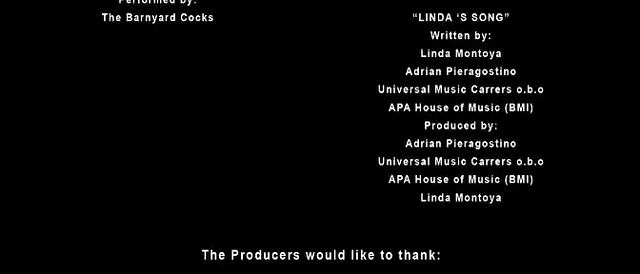 Performed by:
The Barnyard Cocks
“LINDA ‘S SONG”
Written by:
Linda Montoya
Adrian Pieragostino
Universal Music Carrers o.b.o
APA House of Music (BMI)
Produced by:
Adrian Pieragostino
Universal Music Carrers o.b.o
APA House of Music (BMI)
Linda Montoya
The Producers would like to thank: